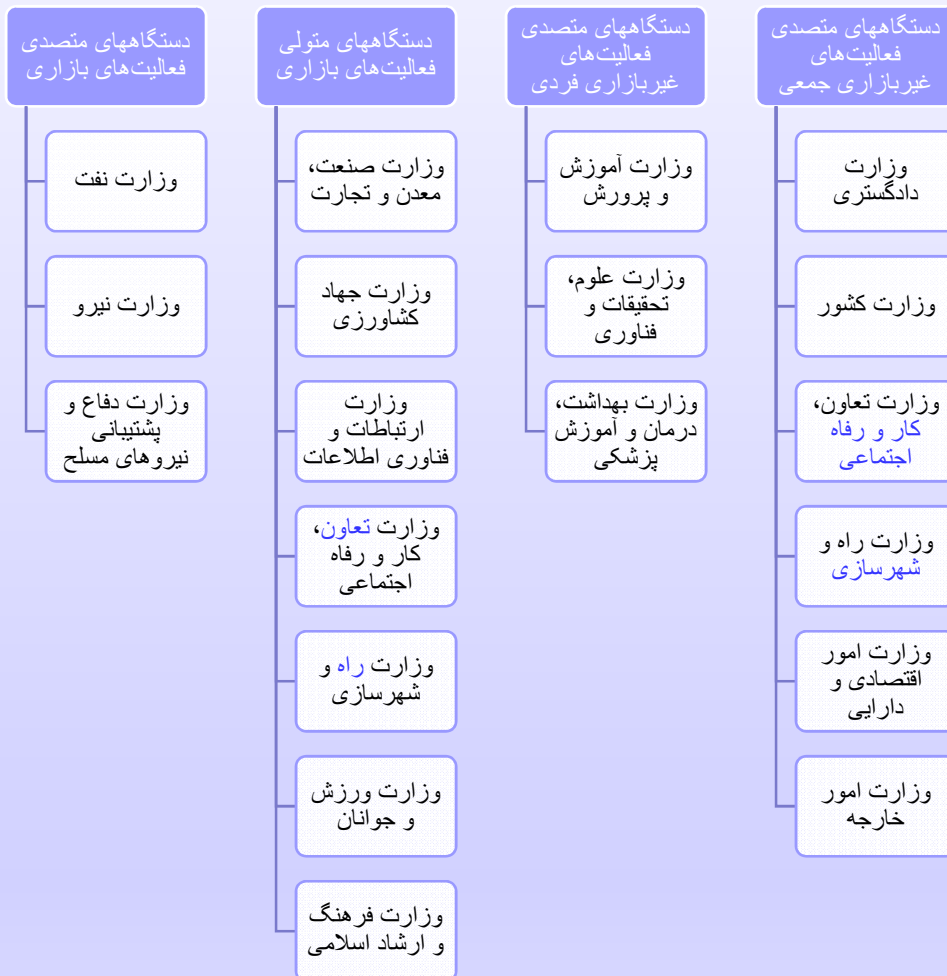 دستگاههای متصدی
فعالیت‌های
غیربازاری جمعی
وزارت
دادگستری
وزارت کشور
وزارت تعاون،
کار و رفاه
اجتماعی
وزارت راه و
شهرسازی
وزارت امور
اقتصادی و
دارایی
وزارت امور
خارجه
دستگاههای متصدی
فعالیت‌های
غیربازاری فردی
وزارت آموزش
و پرورش
وزارت علوم،
تحقیقات و
فناوری
وزارت بهداشت،
درمان و آموزش
پزشکی
دستگاههای متولی
فعالیت‌های بازاری
وزارت صنعت،
معدن و تجارت
وزارت جهاد
کشاورزی
وزارت
ارتباطات و
فناوری اطلاعات
وزارت تعاون،
کار و رفاه
اجتماعی
وزارت راه و
شهرسازی
وزارت ورزش
و جوانان
وزارت فرهنگ
و ارشاد اسلامی
دستگاههای متصدی
فعالیت‌های بازاری
وزارت نفت
وزارت نیرو
وزارت دفاع و
پشتیبانی
نیروهای مسلح